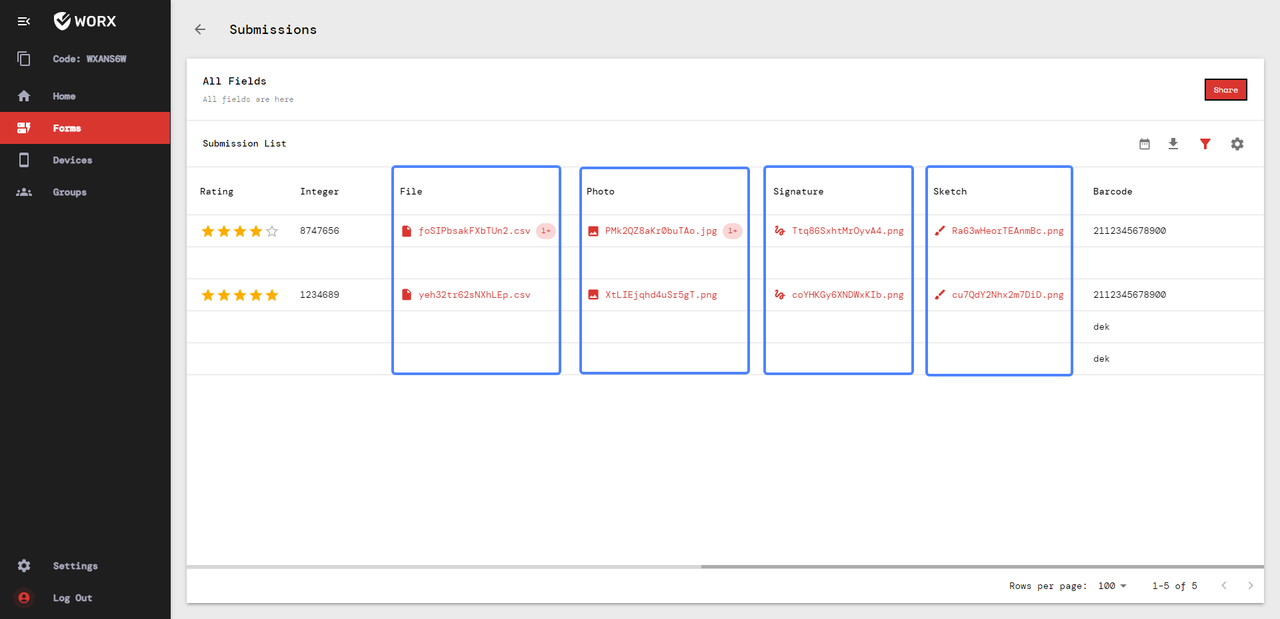 WORX
Submissions
Code: WXANS6W
Home
Forms
Devices
Groups
Settings
Log Out
All Fields
All fields are here
Share
Submission List
Rating Integer File Photo Signature Sketch Barcode
8747656 foSIPbsakFXbTUn2.csv 1+ PMk2QZ8aKr0buTAo.jpg 1+ Ttq86SxhtMrOyvA4.png Ra63wHeorTEAnmBc.png 2112345678900
1234689 yeh32tr62sNXhLEp.csv XtLIEjqhd4uSr5gT.png coYHKGy6XNDWxKIb.png cu7QdY2Nhx2m7DiD.png 2112345678900
dek
dek
Rows per page: 100 1-5 of 5